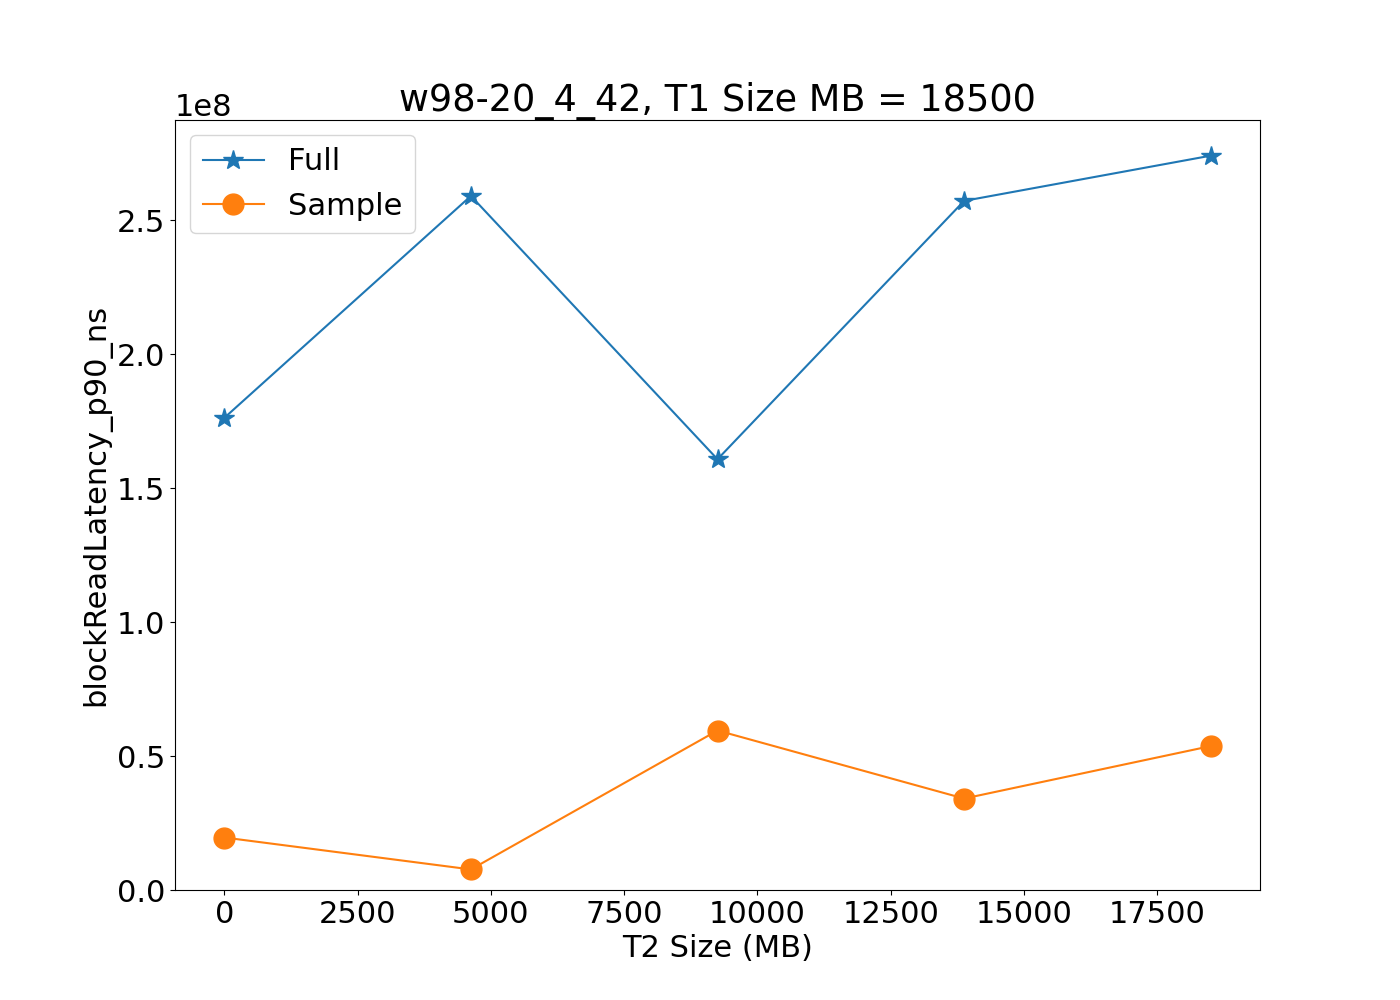 w98-20_4_42, T1 Size MB = 18500
1e8
Full
Sample
2.5
2.0
1.5
1.0
0.5
0.0
blockReadLatency_p90_ns
0 2500 5000 7500 10000 12500 15000 17500
T2 Size (MB)